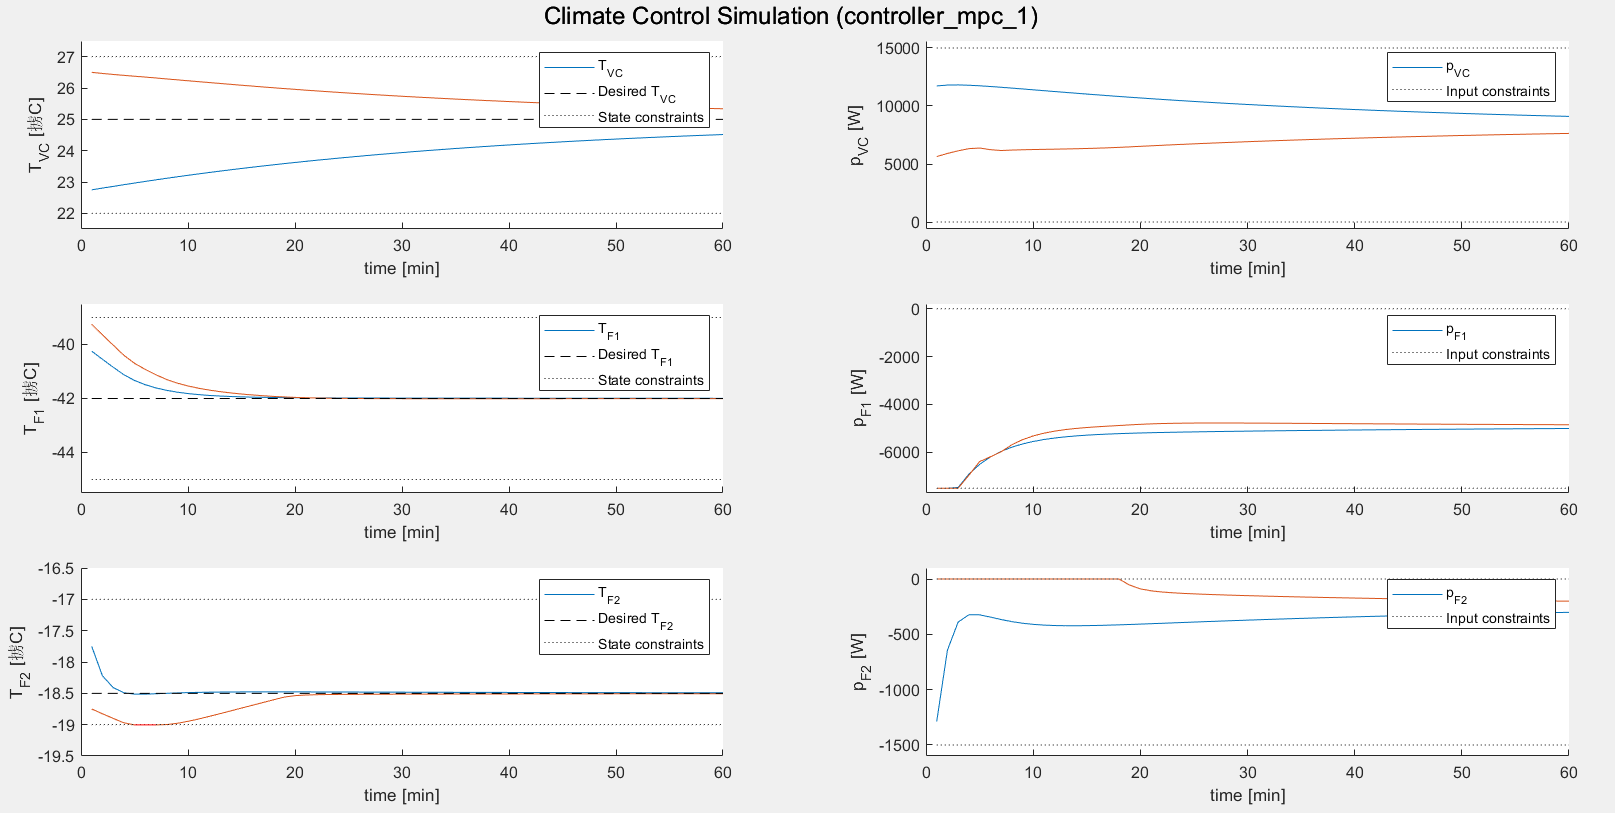 Climate Control Simulation (controller_mpc_1)
27
26
25
24
23
22
T_VC [掳C]
0 10 20 30 40 50 60
time [min]
T_VC
Desired T_VC
State constraints
15000
10000
5000
0
p_VC [W]
0 10 20 30 40 50 60
time [min]
p_VC
Input constraints
-40
-42
-44
T_F1 [掳C]
0 10 20 30 40 50 60
time [min]
T_F1
Desired T_F1
State constraints
0
-2000
-4000
-6000
p_F1 [W]
0 10 20 30 40 50 60
time [min]
p_F1
Input constraints
-16.5
-17
-17.5
-18
-18.5
-19
-19.5
T_F2 [掳C]
0 10 20 30 40 50 60
time [min]
T_F2
Desired T_F2
State constraints
0
-500
-1000
-1500
p_F2 [W]
0 10 20 30 40 50 60
time [min]
p_F2
Input constraints